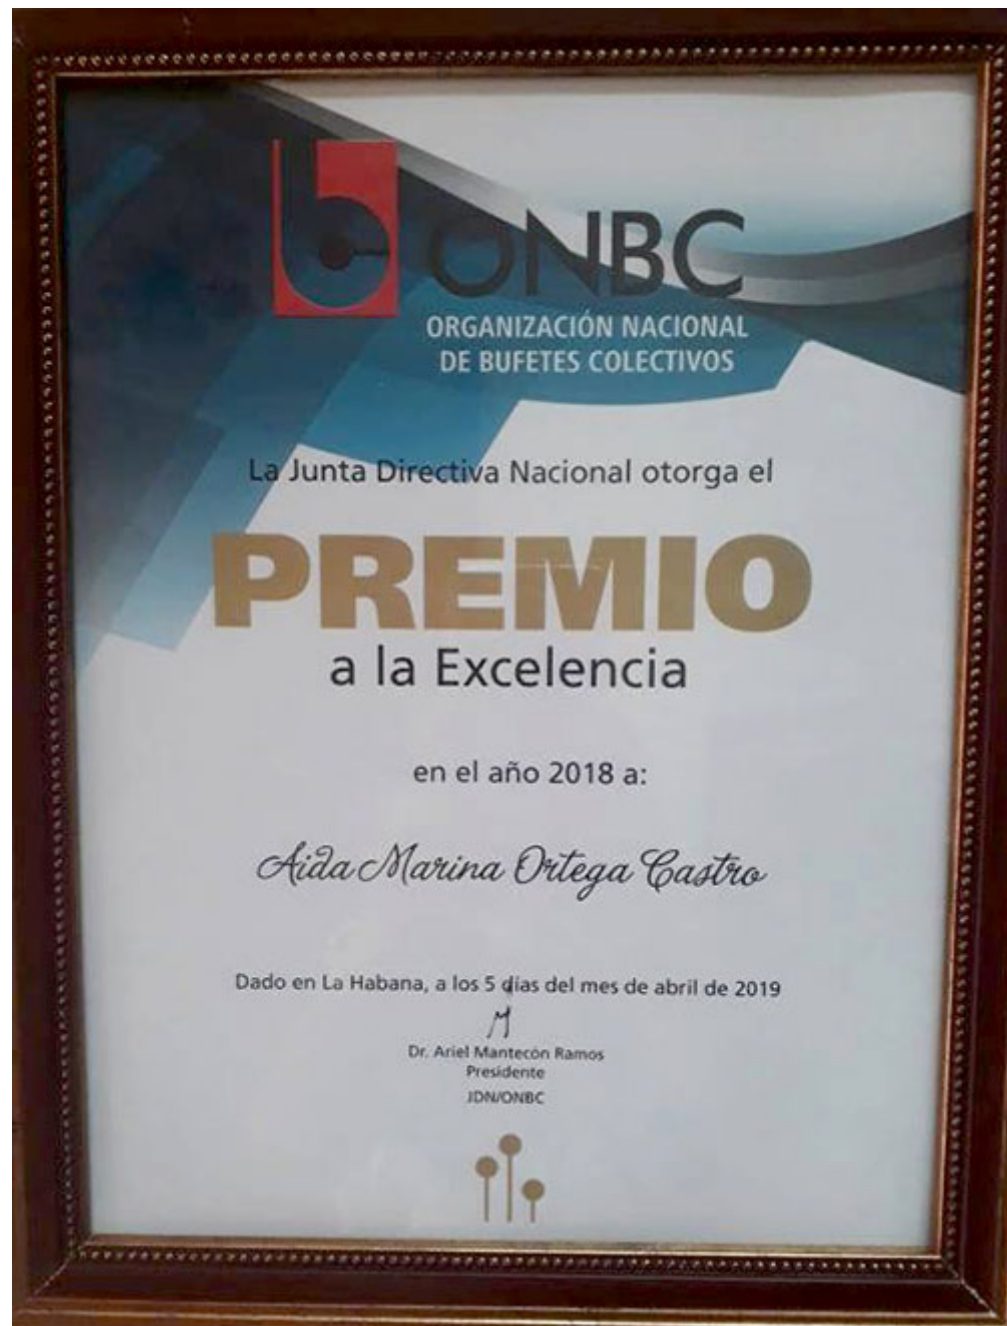 ONBC
ORGANIZACIÓN NACIONAL
DE BUFETES COLECTIVOS
La Junta Directiva Nacional otorga el
PREMIO
a la Excelencia
en el año 2018 a:
Aida Marina Ortega Castro
Dado en La Habana, a los 5 días del mes de abril de 2019
Dr. Ariel Mantecón Ramos
Presidente
JDN/ONBC